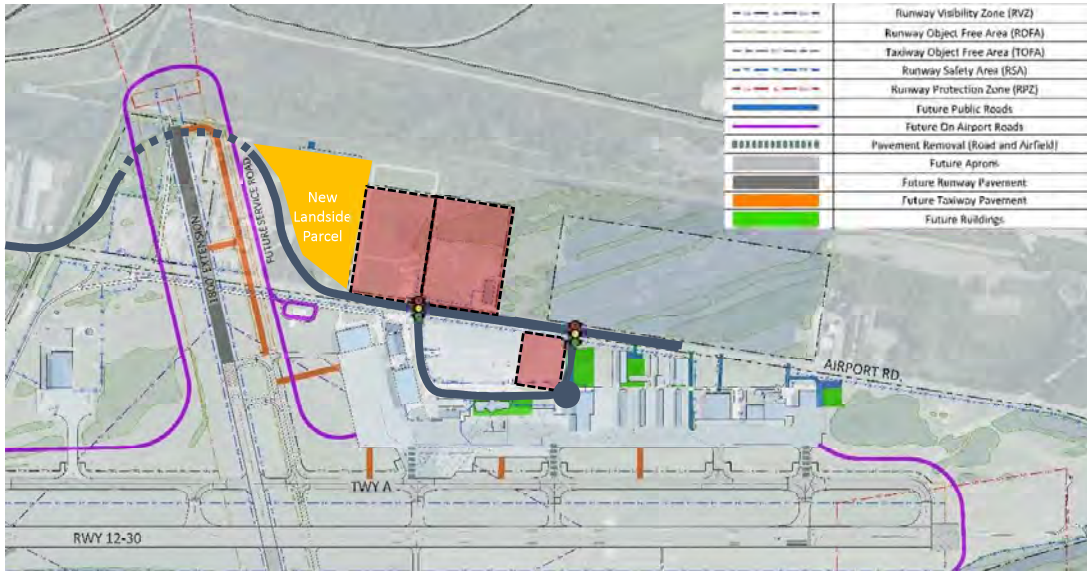 Runway Visibility Zone (RVZ)
Runway Object Free Area (ROFA)
Taxiway Object Free Area (TOFA)
Runway Safety Area (RSA)
Runway Protection Zone (RPZ)
Future Public Roads
Future On Airport Roads
Pavement Removal (Road and Airfield)
Future Aprons
Future Runway Pavement
Future Taxiway Pavement
Future Buildings
New
Landside
Parcel
FUTURE SERVICE ROAD
EXTENSION
AIRPORT RD
TWY A
RWY 12-30